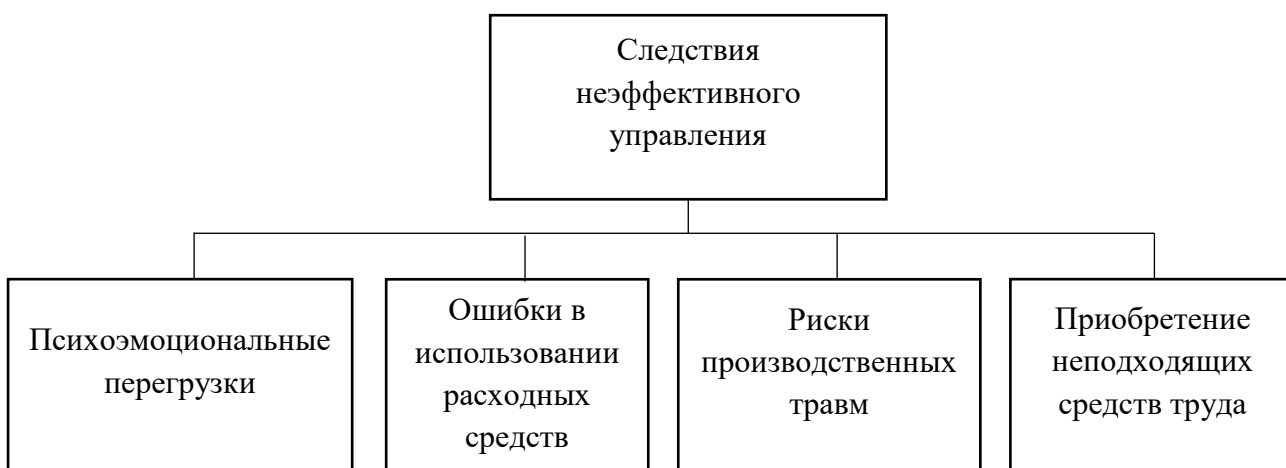 Следствия
неэффективного
управления
Психоэмоциональные
перегрузки
Ошибки в
использовании
расходных
средств
Риски
производственных
травм
Приобретение
неподходящих
средств труда